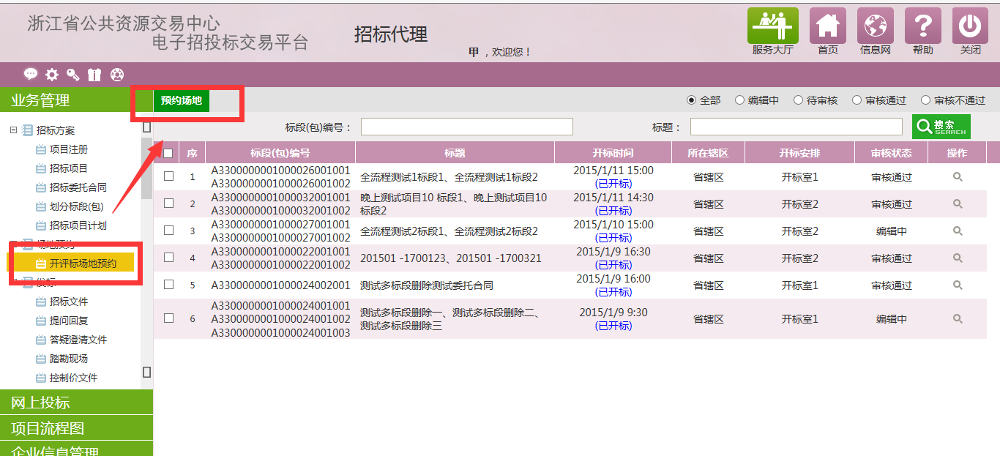 浙江省公共资源交易中心
电子招投标交易平台
招标代理
甲 ，欢迎您！
服务大厅 首页 信息网 帮助 关闭
业务管理
预约场地
全部 编辑中 待审核 审核通过 审核不通过
标段(包)编号：
标题：
搜索
SEARCH
招标方案
项目注册
招标项目
招标委托合同
划分标段(包)
招标项目计划
场地预约
开评标场地预约
发标
招标文件
提问回复
答疑澄清文件
踏勘现场
控制价文件
网上投标
项目流程图
企业信息管理
序 标段(包)编号 标题 开标时间 所在辖区 开标安排 审核状态 操作
1 A3300000001000026001001 全流程测试1标段1、全流程测试1标段2 2015/1/11 15:00 省辖区 开标室1 审核通过
A3300000001000026001002 (已开标)
2 A3300000001000032001001 晚上测试项目10 标段1、晚上测试项目10 2015/1/11 14:30 省辖区 开标室2 审核通过
A3300000001000032001002 标段2 (已开标)
3 A3300000001000027001001 全流程测试2标段1、全流程测试2标段2 2015/1/10 15:00 省辖区 开标室2 编辑中
A3300000001000027001002 (已开标)
4 A3300000001000022001001 201501 -1700123、201501 -1700321 2015/1/9 16:30 省辖区 开标室2 审核通过
A3300000001000022001002 (已开标)
5 A3300000001000024002001 测试多标段删除测试委托合同 2015/1/9 16:00 省辖区 开标室1 审核通过
(已开标)
6 A3300000001000024001001 测试多标段删除一、测试多标段删除二、 2015/1/9 9:30 省辖区 开标室1 编辑中
A3300000001000024001002 测试多标段删除三 (已开标)
A3300000001000024001003